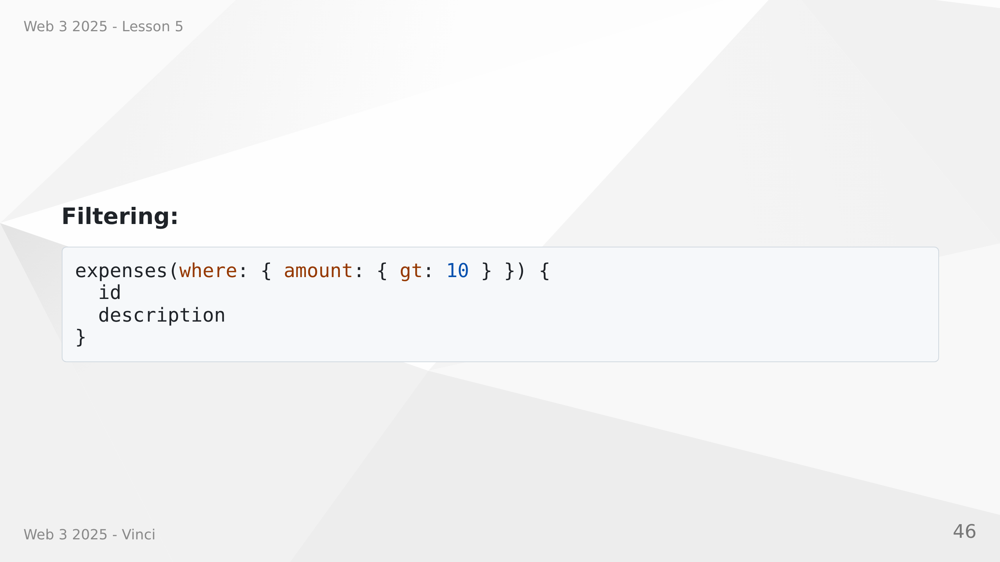 Web 3 2025 - Lesson 5
Filtering:
expenses(where: { amount: { gt: 10 } }) {
  id
  description
}
Web 3 2025 - Vinci
46